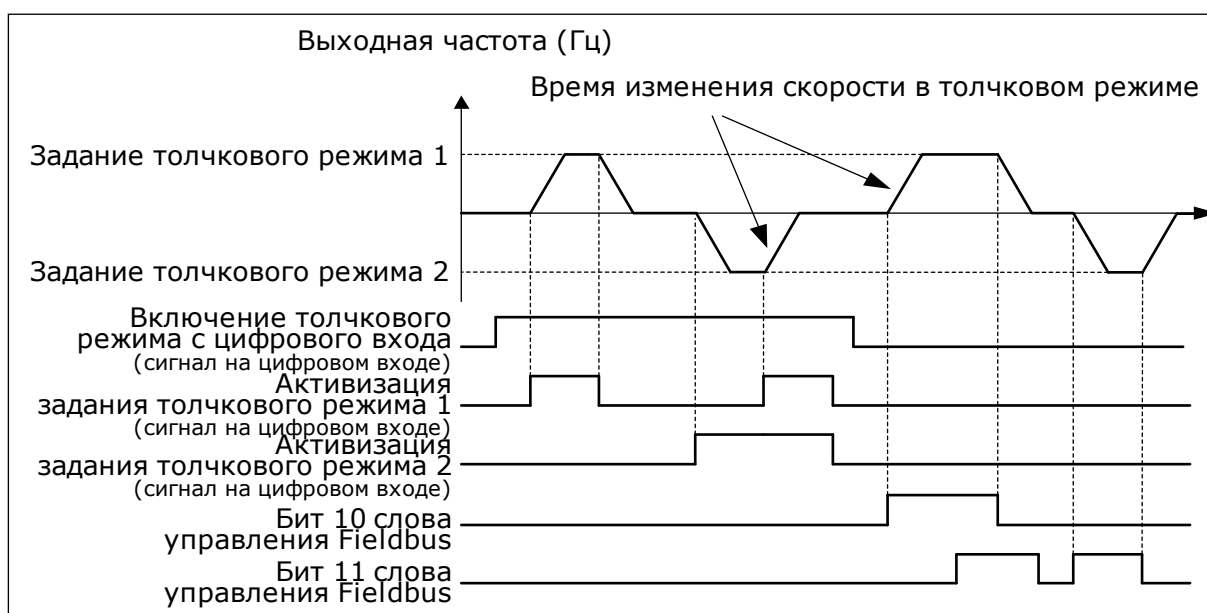 Выходная частота (Гц)
Время изменения скорости в толчковом режиме
Задание толчкового режима 1
Задание толчкового режима 2
Включение толчкового
режима с цифрового входа
(сигнал на цифровом входе)
Активизация
задания толчкового режима 1
(сигнал на цифровом входе)
Активизация
задания толчкового режима 2
(сигнал на цифровом входе)
Бит 10 слова
управления Fieldbus
Бит 11 слова
управления Fieldbus